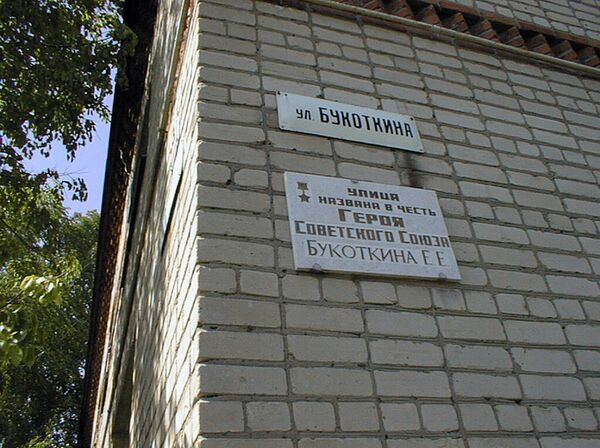 ул. БУКОТКИНА
УЛИЦА
НАЗВАНА В ЧЕСТЬ
ГЕРОЯ
СОВЕТСКОГО СОЮЗА
БУКОТКИНА Е Е